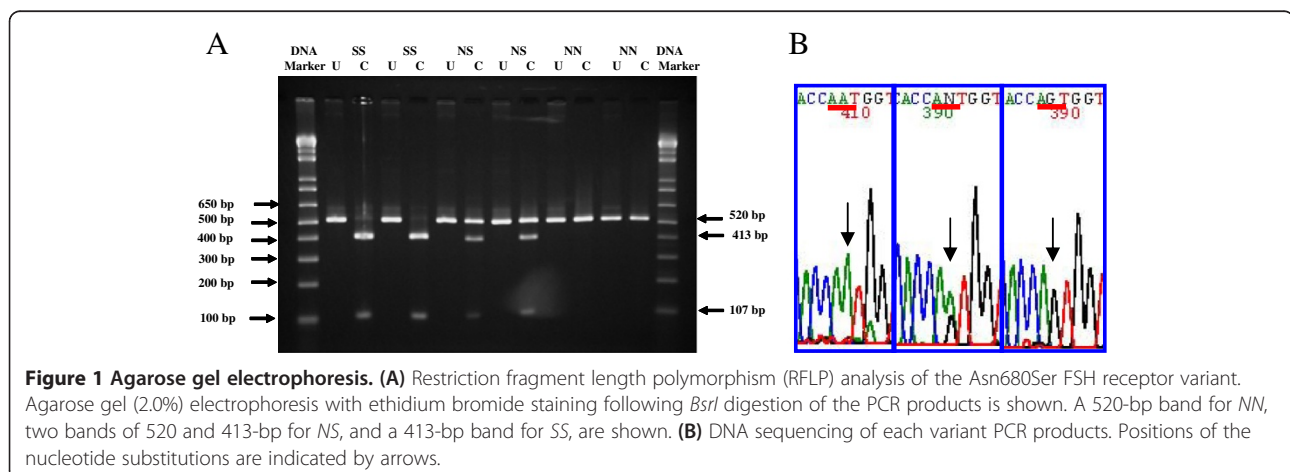 A
DNA SS SS NS NS NN NN DNA
Marker U C U C U C U C U C U C Marker
650 bp
500 bp
400 bp
300 bp
200 bp
100 bp
520 bp
413 bp
107 bp
B
ACCAATGGT
410
CACCANTGGT
390
ACCAGTGGT
390
Figure 1 Agarose gel electrophoresis. (A) Restriction fragment length polymorphism (RFLP) analysis of the Asn680Ser FSH receptor variant.
Agarose gel (2.0%) electrophoresis with ethidium bromide staining following BsrI digestion of the PCR products is shown. A 520-bp band for NN,
two bands of 520 and 413-bp for NS, and a 413-bp band for SS, are shown. (B) DNA sequencing of each variant PCR products. Positions of the
nucleotide substitutions are indicated by arrows.